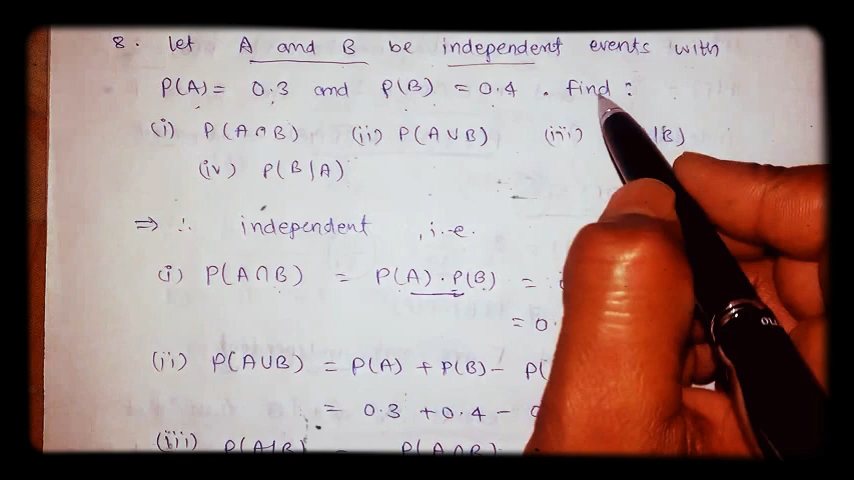 8. let A and B be independent events with
P(A) = 0.3 and P(B) = 0.4 . find :
(i) P(A∩B) (ii) P(A∪B) (iii) |B)
(iv) P(B|A)
⇒ ∴ independent , i.e.
(i) P(A∩B) = P(A) . P(B) =
= 0.
(ii) P(A∪B) = P(A) + P(B) - P(
= 0.3 + 0.4 -
(iii) P(A|B) = P(A∩B)